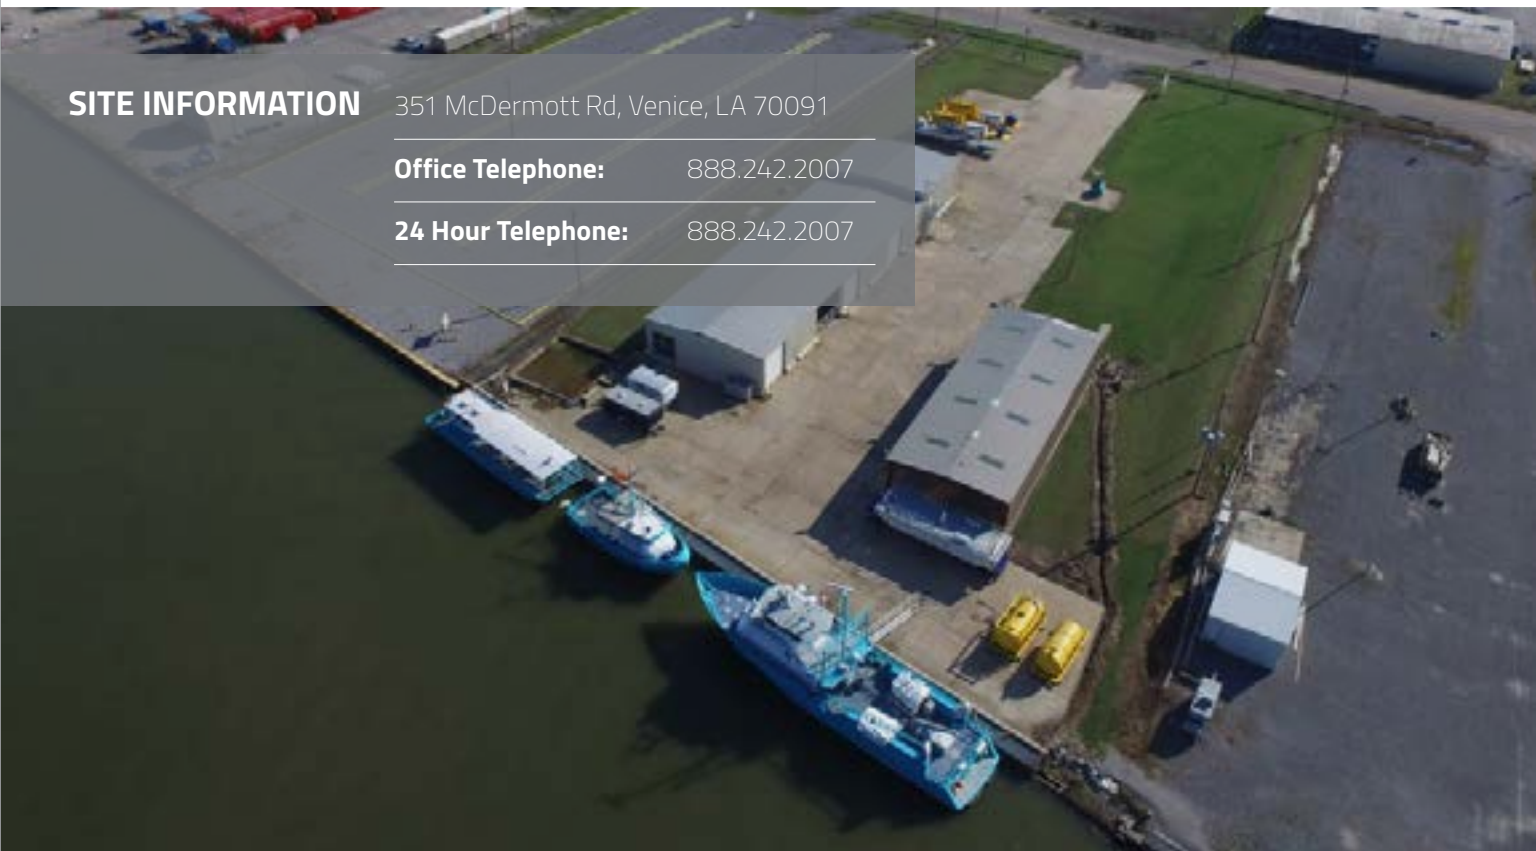 SITE INFORMATION 351 McDermott Rd, Venice, LA 70091
Office Telephone: 888.242.2007
24 Hour Telephone: 888.242.2007